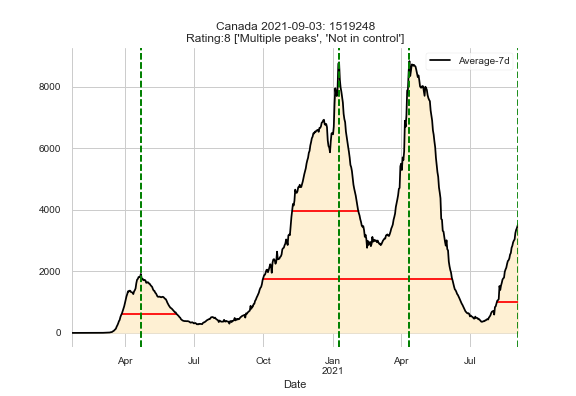 Canada 2021-09-03: 1519248
Rating:8 ['Multiple peaks', 'Not in control']
Average-7d
8000
6000
4000
2000
0
Apr
Jul
Oct
Jan
2021
Apr
Jul
Date